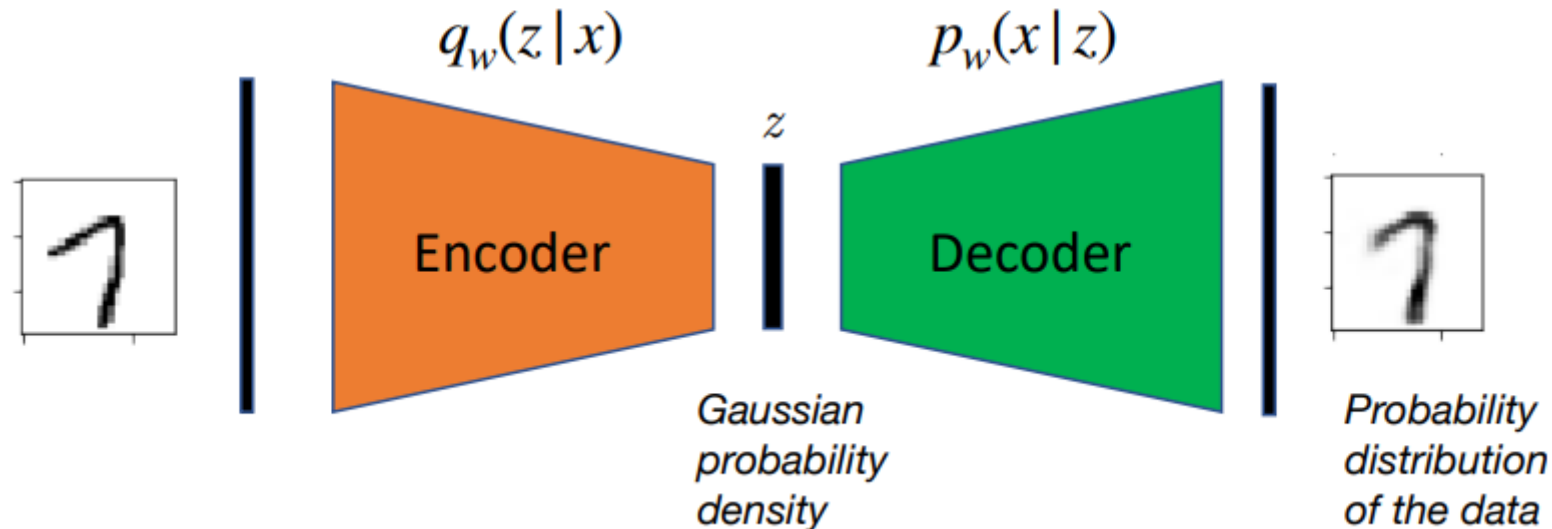 q_w(z|x)
p_w(x|z)
z
Encoder
Decoder
Gaussian
probability
density
Probability
distribution
of the data